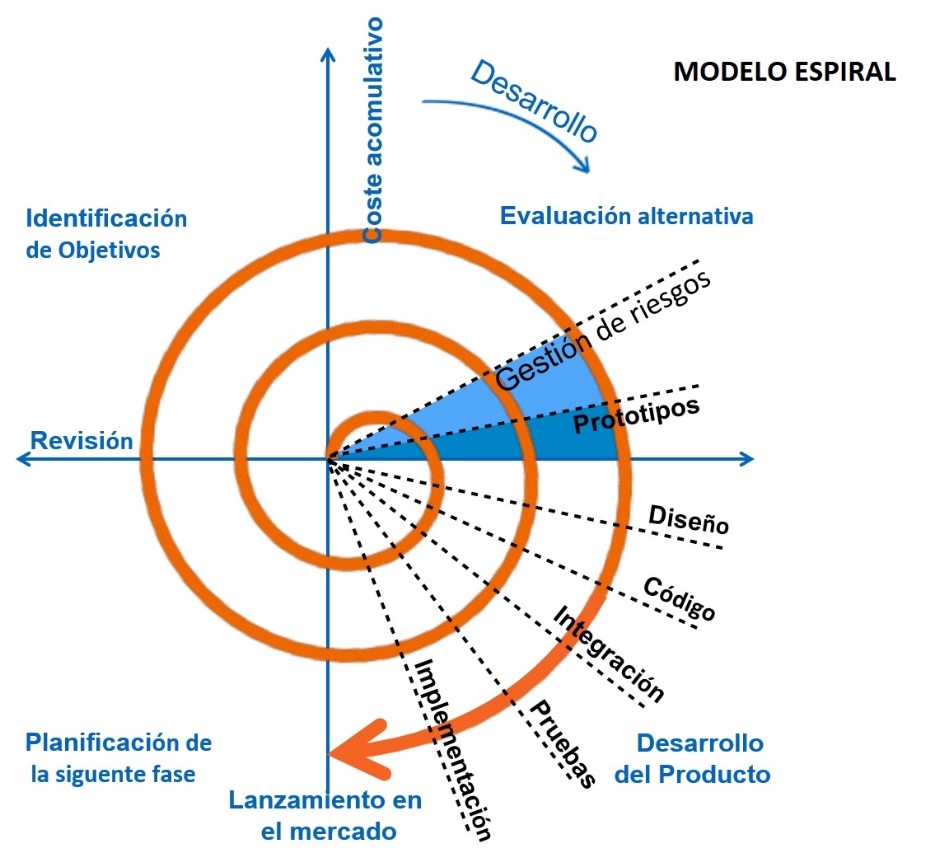 MODELO ESPIRAL
Coste acomulativo
Desarrollo
Identificación
de Objetivos
Evaluación alternativa
Gestión de riesgos
Prototipos
Revisión
Diseño
Código
Integración
Pruebas
Implementación
Planificación de
la siguente fase
Desarrollo
del Producto
Lanzamiento en
el mercado